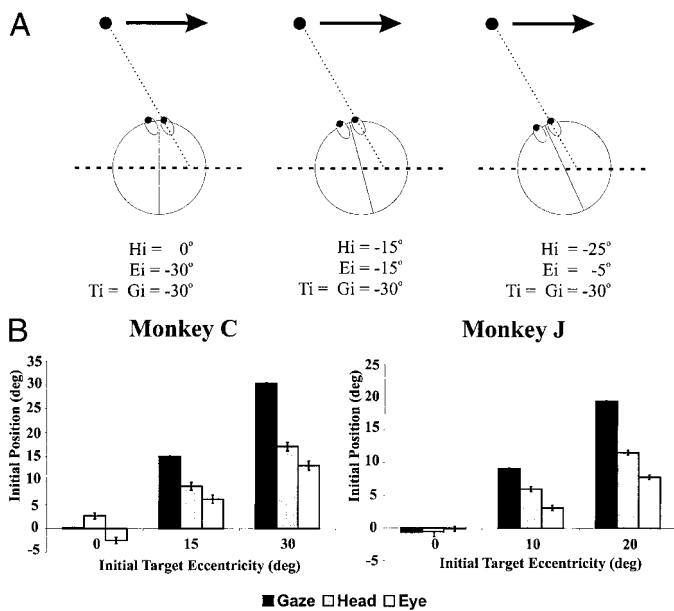 A
Hi = 0°
Ei = -30°
Ti = Gi = -30°
Hi = -15°
Ei = -15°
Ti = Gi = -30°
Hi = -25°
Ei = -5°
Ti = Gi = -30°
B
Monkey C
Monkey J
Initial Position (deg)
35
30
25
20
15
10
5
0
-5
0
15
30
Initial Target Eccentricity (deg)
Initial Position (deg)
25
20
15
10
5
0
-5
0
10
20
Initial Target Eccentricity (deg)
Gaze Head Eye